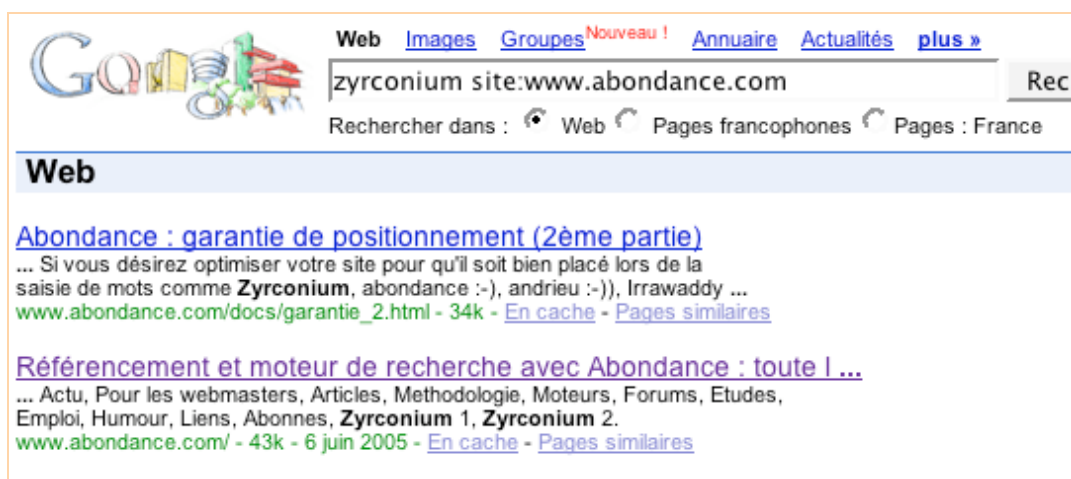 Google
Web Images Groupes Nouveau ! Annuaire Actualités plus »
zyrconium site:www.abondance.com Rec
Rechercher dans : Web Pages francophones Pages : France
Web
Abondance : garantie de positionnement (2ème partie)
... Si vous désirez optimiser votre site pour qu'il soit bien placé lors de la
saisie de mots comme Zyrconium, abondance :-), andrieu :-)), Irrawaddy ...
www.abondance.com/docs/garantie_2.html - 34k - En cache - Pages similaires
Référencement et moteur de recherche avec Abondance : toute l ...
... Actu, Pour les webmasters, Articles, Methodologie, Moteurs, Forums, Etudes,
Emploi, Humour, Liens, Abonnes, Zyrconium 1, Zyrconium 2.
www.abondance.com/ - 43k - 6 juin 2005 - En cache - Pages similaires